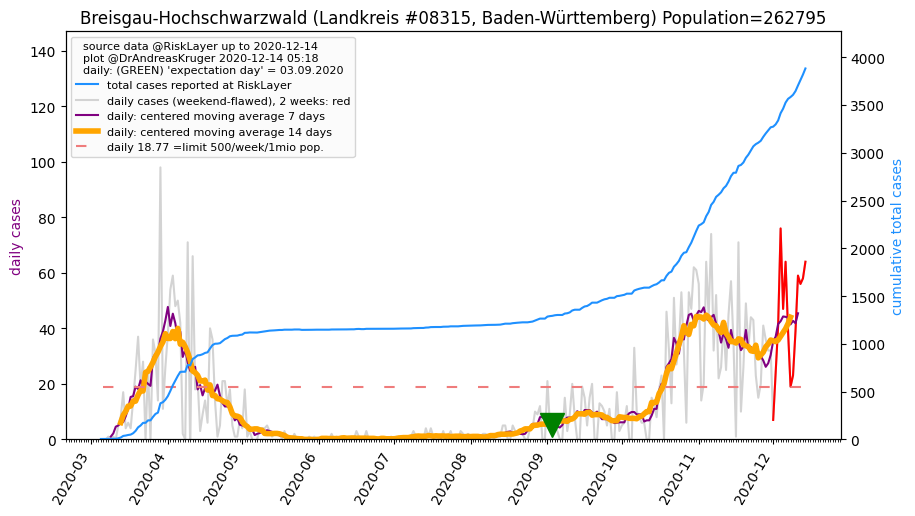 Breisgau-Hochschwarzwald (Landkreis #08315, Baden-Württemberg) Population=262795
source data @RiskLayer up to 2020-12-14
plot @DrAndreasKruger 2020-12-14 05:18
daily: (GREEN) 'expectation day' = 03.09.2020
total cases reported at RiskLayer
daily cases (weekend-flawed), 2 weeks: red
daily: centered moving average 7 days
daily: centered moving average 14 days
daily 18.77 =limit 500/week/1mio pop.
daily cases
140
120
100
80
60
40
20
0
4000
3500
3000
2500
2000
1500
1000
500
0
cumulative total cases
2020-03
2020-04
2020-05
2020-06
2020-07
2020-08
2020-09
2020-10
2020-11
2020-12